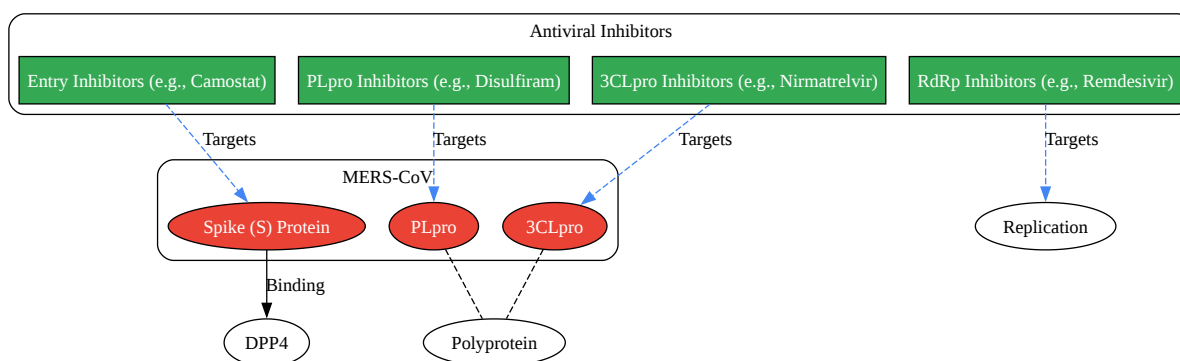 Antiviral Inhibitors
Entry Inhibitors (e.g., Camostat)
PLpro Inhibitors (e.g., Disulfiram)
3CLpro Inhibitors (e.g., Nirmatrelvir)
RdRp Inhibitors (e.g., Remdesivir)
Targets
Targets
Targets
Targets
MERS-CoV
Spike (S) Protein
PLpro
3CLpro
Replication
Binding
DPP4
Polyprotein